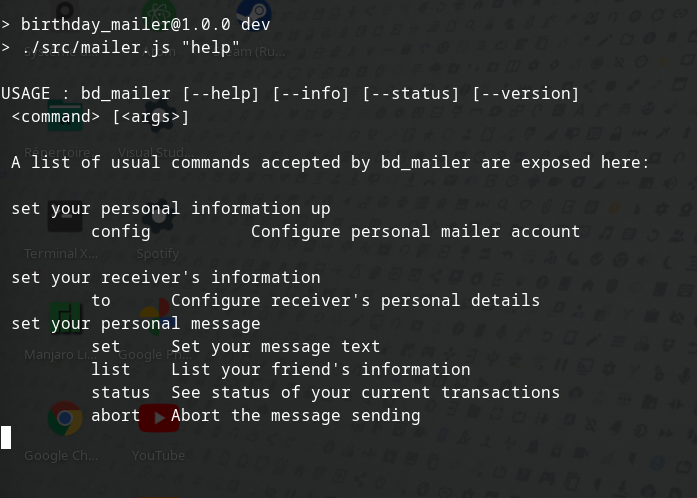 > birthday_mailer@1.0.0 dev
> ./src/mailer.js "help"
USAGE : bd_mailer [--help] [--info] [--status] [--version]
<command> [<args>]
A list of usual commands accepted by bd_mailer are exposed here:
set your personal information up
config Configure personal mailer account
set your receiver's information
to Configure receiver's personal details
set your personal message
set Set your message text
list List your friend's information
status See status of your current transactions
abort Abort the message sending
Répertoire Visual Stud...
Terminal X... Spotify
Manjaro Li... Google Ph...
Google Ch... YouTube